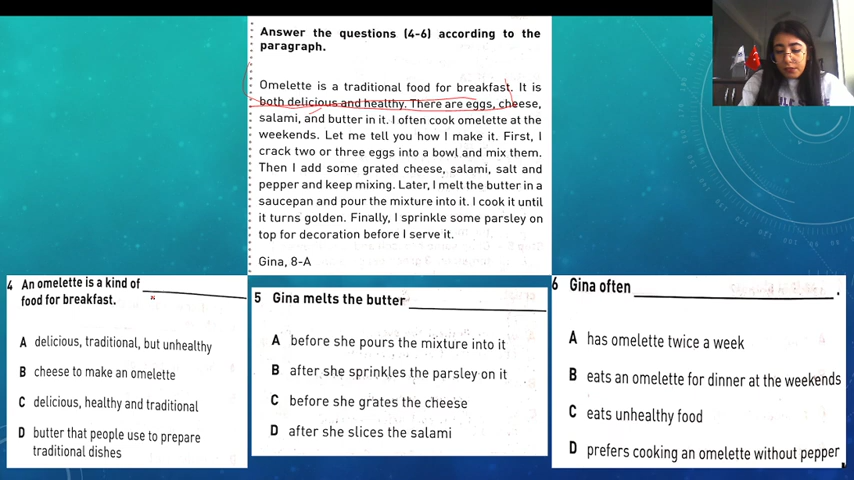 Answer the questions (4-6) according to the
paragraph.
Omelette is a traditional food for breakfast. It is
both delicious and healthy. There are eggs, cheese,
salami, and butter in it. I often cook omelette at the
weekends. Let me tell you how I make it. First, I
crack two or three eggs into a bowl and mix them.
Then I add some grated cheese, salami, salt and
pepper and keep mixing. Later, I melt the butter in a
saucepan and pour the mixture into it. I cook it until
it turns golden. Finally, I sprinkle some parsley on
top for decoration before I serve it.
Gina, 8-A
4 An omelette is a kind of ____________
food for breakfast.
A delicious, traditional, but unhealthy
B cheese to make an omelette
C delicious, healthy and traditional
D butter that people use to prepare
traditional dishes
5 Gina melts the butter ____________
A before she pours the mixture into it
B after she sprinkles the parsley on it
C before she grates the cheese
D after she slices the salami
6 Gina often ____________.
A has omelette twice a week
B eats an omelette for dinner at the weekends
C eats unhealthy food
D prefers cooking an omelette without pepper